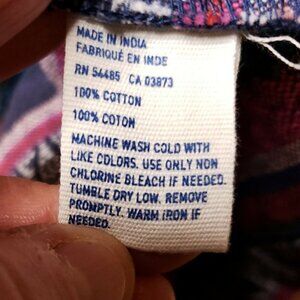 MADE IN INDIA
FABRIQUÉ EN INDE
RN 54485 CA 03873
100% COTTON
100% COTON
MACHINE WASH COLD WITH
LIKE COLORS. USE ONLY NON
CHLORINE BLEACH IF NEEDED.
TUMBLE DRY LOW. REMOVE
PROMPTLY. WARM IRON IF
NEEDED.